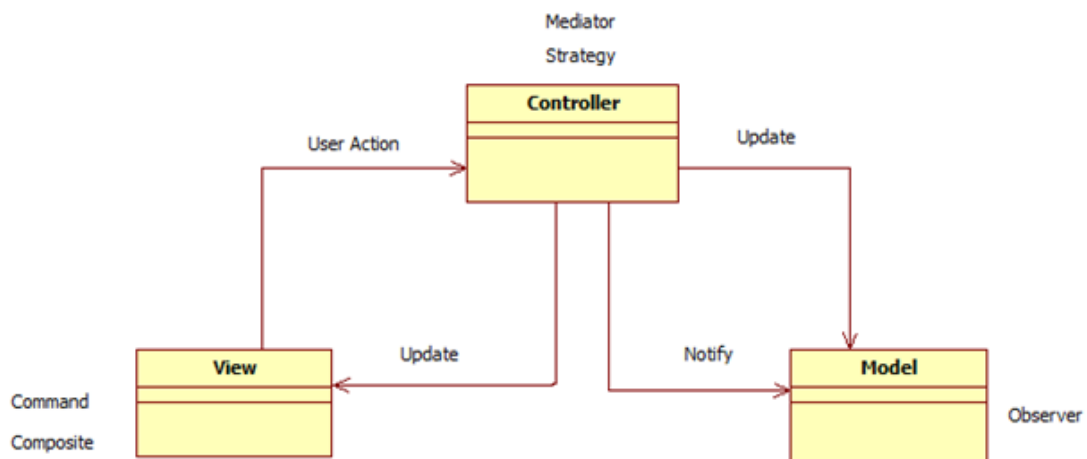 Mediator
Strategy
Controller
User Action
Update
View
Update
Notify
Model
Command
Composite
Observer